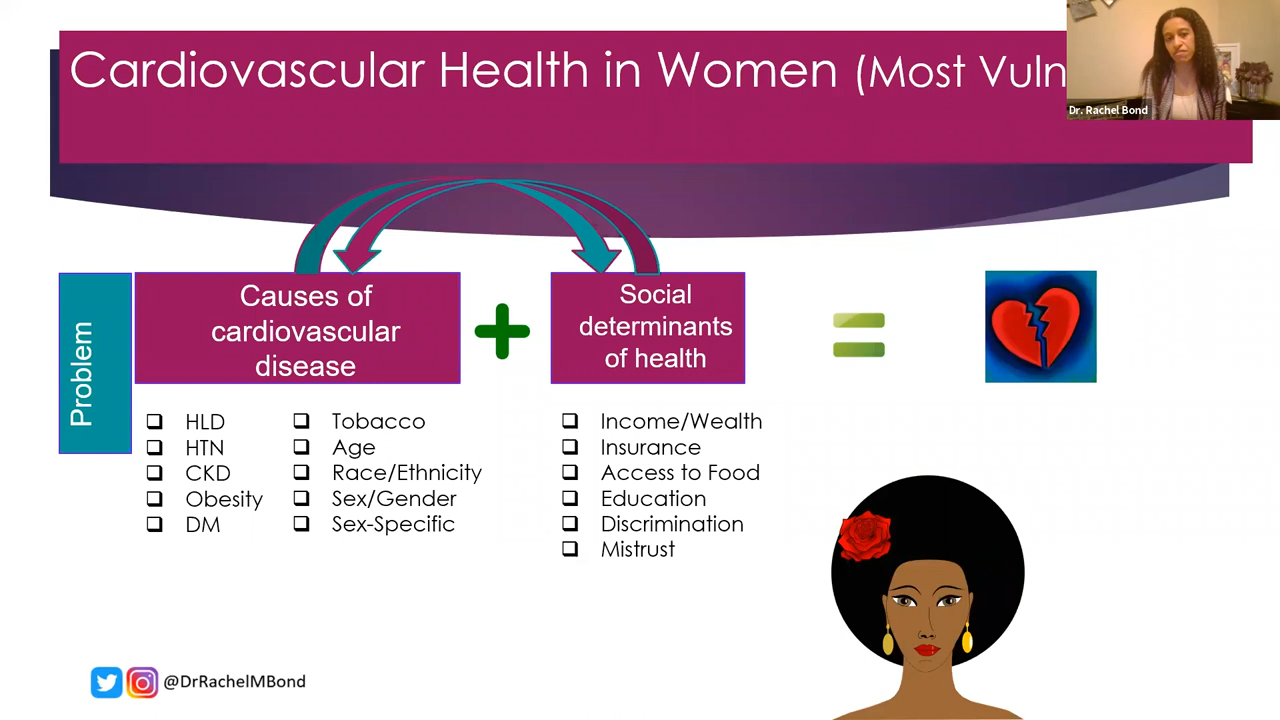 Cardiovascular Health in Women (Most Vuln
Dr. Rachel Bond
Problem
Causes of
cardiovascular
disease
Social
determinants
of health
HLD
HTN
CKD
Obesity
DM
Tobacco
Age
Race/Ethnicity
Sex/Gender
Sex-Specific
Income/Wealth
Insurance
Access to Food
Education
Discrimination
Mistrust
@DrRachelMBond